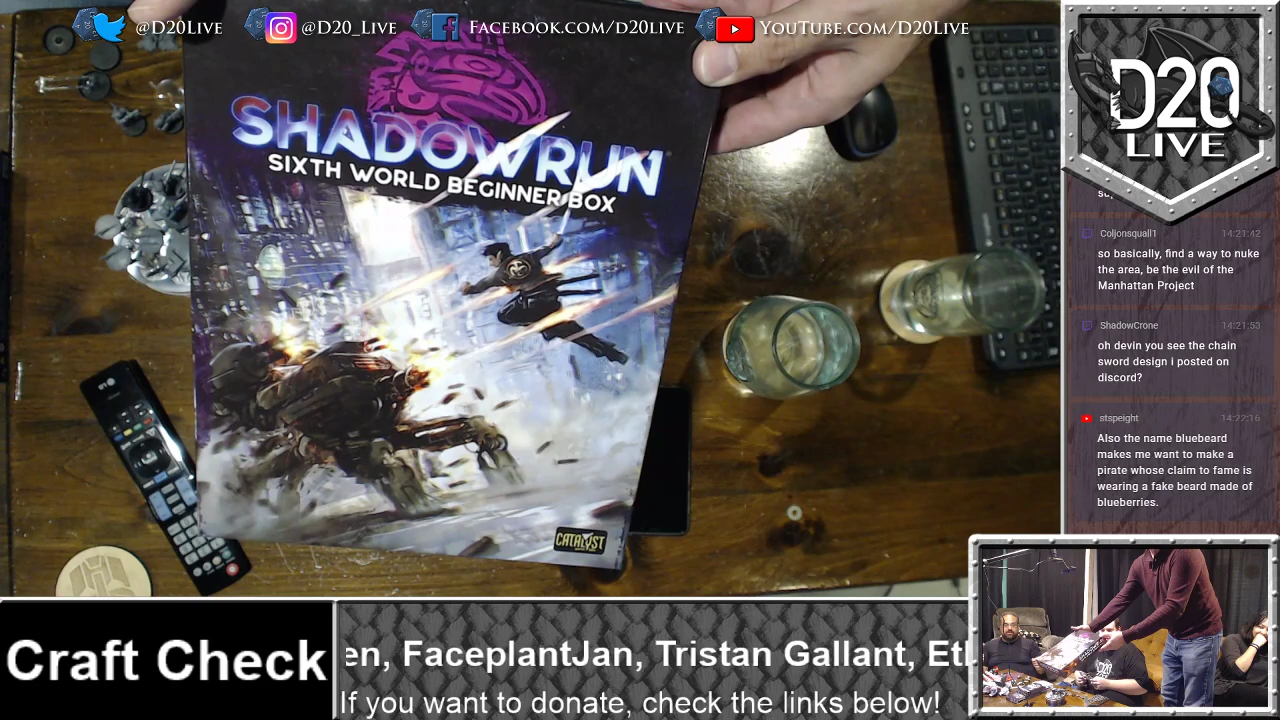 @D20Live
@D20_Live
Facebook.com/d20live
YouTube.com/D20Live
SHADOWRUN
SIXTH WORLD BEGINNER BOX
CATALYST
D20
LIVE
Coljonsquall1 14:21:42
so basically, find a way to nuke
the area, be the evil of the
Manhattan Project
ShadowCrone 14:21:53
oh devin you see the chain
sword design i posted on
discord?
stspeight 14:22:16
Also the name bluebeard
makes me want to make a
pirate whose claim to fame is
wearing a fake beard made of
blueberries.
Craft Check
en, FaceplantJan, Tristan Gallant, Et
If you want to donate, check the links below!